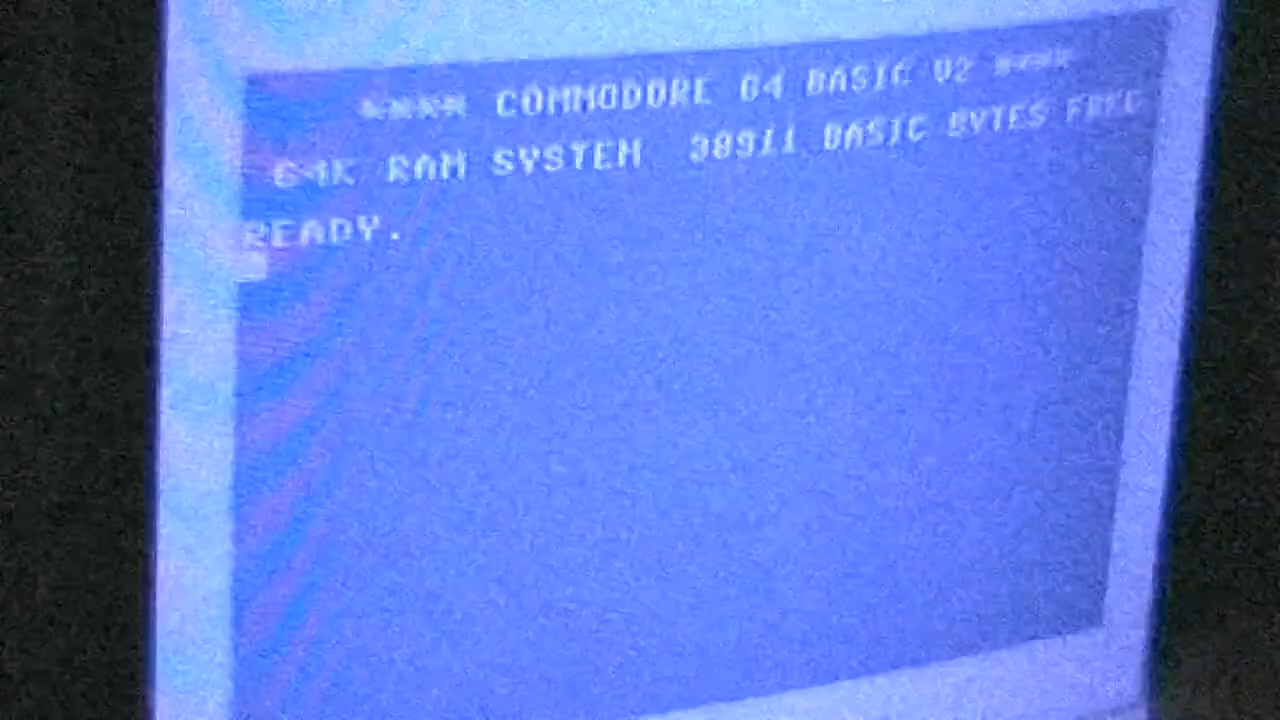 **** COMMODORE 64 BASIC V2 ****
64K RAM SYSTEM 38911 BASIC BYTES FREE
READY.